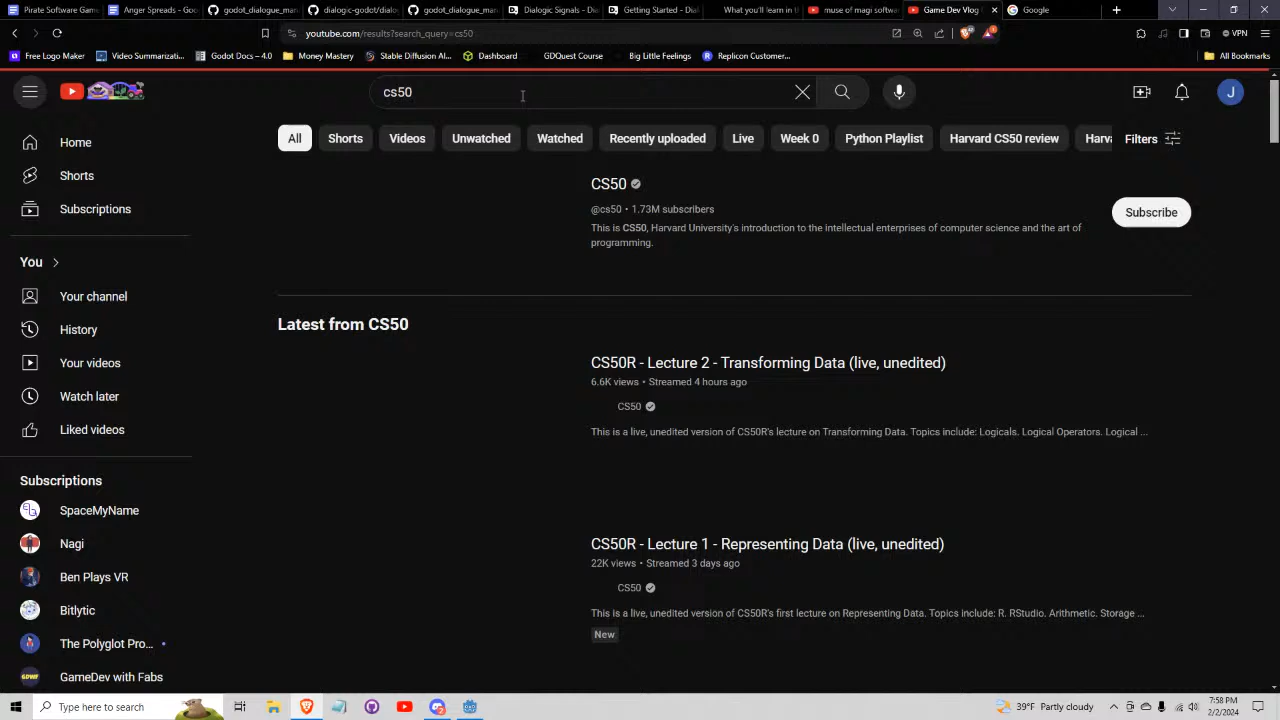 Pirate Software Game
Anger Spreads - Goo
godot_dialogue_man
dialogic-godot/dialo
godot_dialogue_man
Dialogic Signals - Dia
Getting Started - Dial
What you'll learn in t
muse of magi softwar
Game Dev Vlog
Google
youtube.com/results?search_query=cs50
VPN
Free Logo Maker
Video Summarizati...
Godot Docs – 4.0
Money Mastery
Stable Diffusion AI...
Dashboard
GDQuest Course
Big Little Feelings
Replicon Customer...
All Bookmarks
cs50
J
All
Shorts
Videos
Unwatched
Watched
Recently uploaded
Live
Week 0
Python Playlist
Harvard CS50 review
Harva
Filters
Home
Shorts
Subscriptions
You
Your channel
History
Your videos
Watch later
Liked videos
Subscriptions
SpaceMyName
Nagi
Ben Plays VR
Bitlytic
The Polyglot Pro...
GameDev with Fabs
CS50
@cs50 • 1.73M subscribers
This is CS50, Harvard University's introduction to the intellectual enterprises of computer science and the art of
programming.
Subscribe
Latest from CS50
CS50R - Lecture 2 - Transforming Data (live, unedited)
6.6K views • Streamed 4 hours ago
CS50
This is a live, unedited version of CS50R's lecture on Transforming Data. Topics include: Logicals. Logical Operators. Logical ...
CS50R - Lecture 1 - Representing Data (live, unedited)
22K views • Streamed 3 days ago
CS50
This is a live, unedited version of CS50R's first lecture on Representing Data. Topics include: R. RStudio. Arithmetic. Storage ...
New
Type here to search
39°F Partly cloudy
7:58 PM
2/2/2024